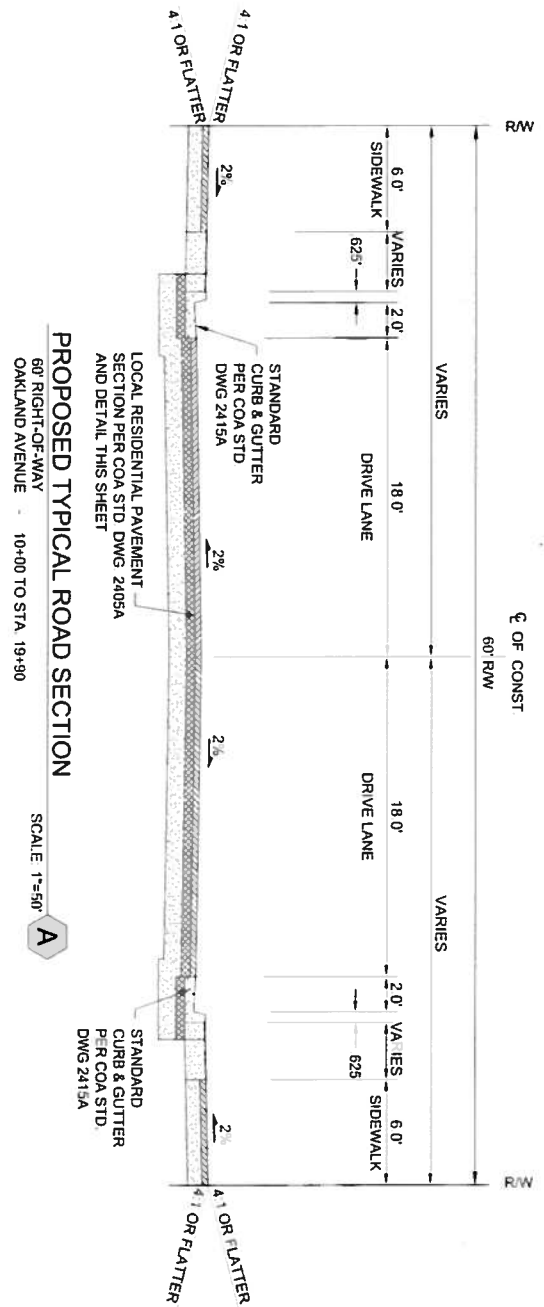 R/W
℄ OF CONST.
60' R/W
R/W
VARIES
VARIES
6.0'
SIDEWALK
VARIES
.625'
2.0'
18.0'
DRIVE LANE
18.0'
DRIVE LANE
2.0'
.625
VARIES
6.0'
SIDEWALK
4:1 OR FLATTER
4:1 OR FLATTER
2%
2%
2%
2%
4:1 OR FLATTER
4:1 OR FLATTER
STANDARD
CURB & GUTTER
PER COA STD
DWG 2415A
LOCAL RESIDENTIAL PAVEMENT
SECTION PER COA STD. DWG 2405A
AND DETAIL THIS SHEET
STANDARD
CURB & GUTTER
PER COA STD.
DWG 2415A
PROPOSED TYPICAL ROAD SECTION
60' RIGHT-OF-WAY
OAKLAND AVENUE - 10+00 TO STA. 19+90
SCALE: 1"=50'
A